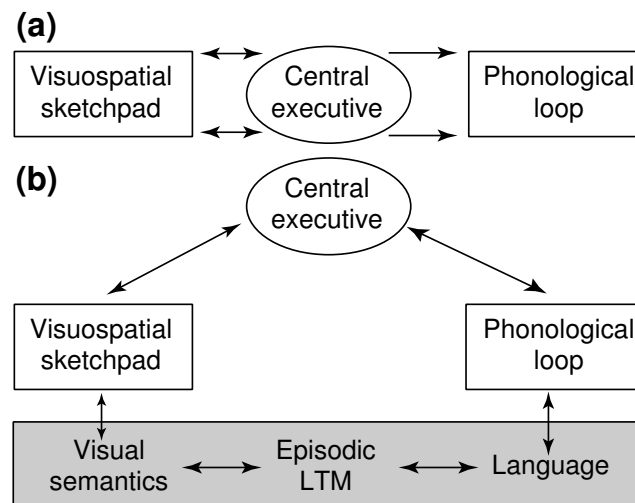 (a)
Visuospatial
sketchpad
Central
executive
Phonological
loop
(b)
Central
executive
Visuospatial
sketchpad
Phonological
loop
Visual
semantics
Episodic
LTM
Language